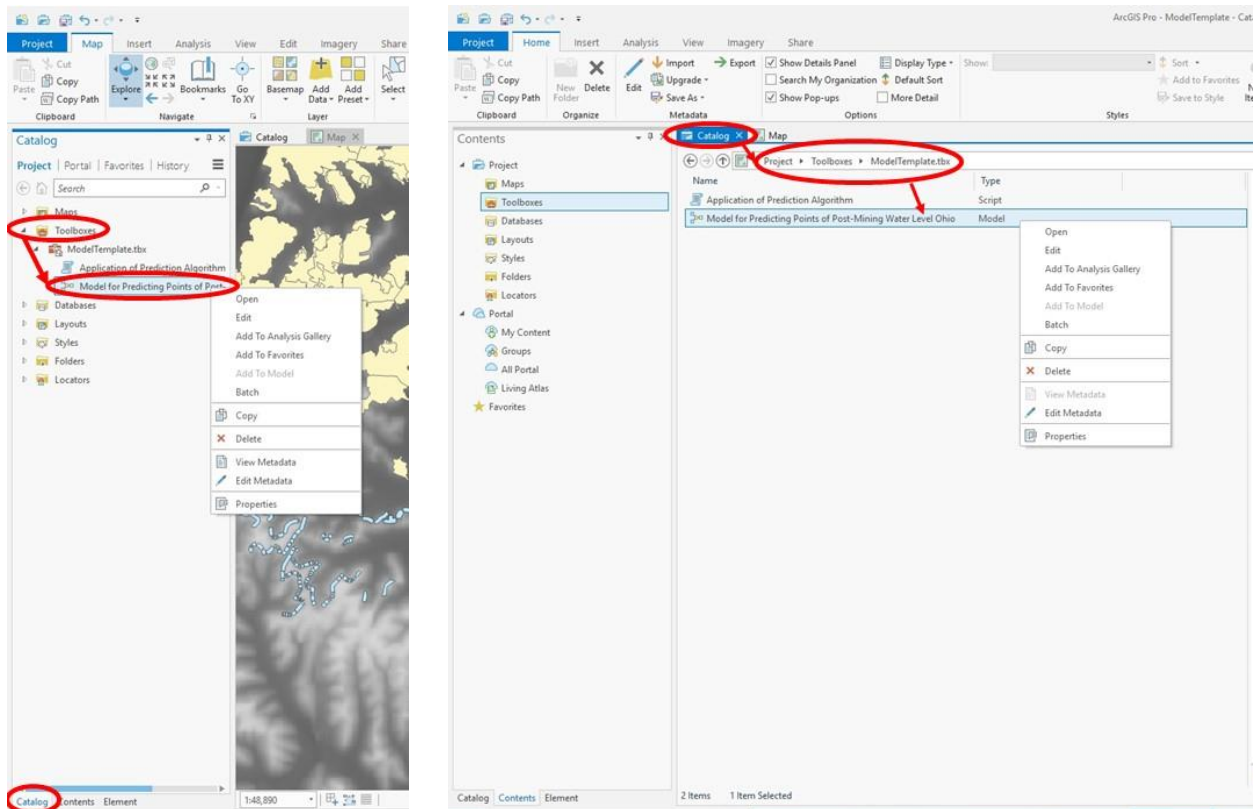 Project Map Insert Analysis View Edit Imagery Share
Cut
Copy
Copy Path
Paste
Explore
Bookmarks
Go To XY
Basemap
Add Data
Add Preset
Select
Clipboard Navigate Layer
Catalog
Catalog Map
Project | Portal | Favorites | History
Search
Maps
Toolboxes
ModelTemplate.tbx
Application of Prediction Algorithm
Model for Predicting Points of Post-
Databases
Layouts
Styles
Folders
Locators
Open
Edit
Add To Analysis Gallery
Add To Favorites
Add To Model
Batch
Copy
Delete
View Metadata
Edit Metadata
Properties
Catalog Contents Element
1:48,890
ArcGIS Pro - ModelTemplate - Cat
Project Home Insert Analysis View Imagery Share
Cut
Copy
Copy Path
Paste
New Folder
Delete
Edit
Import
Upgrade
Save As
Export
Show Details Panel
Search My Organization
Show Pop-ups
Display Type
Default Sort
More Detail
Show:
Sort
Add to Favorites
Save to Style
Clipboard Organize Metadata Options Styles
Contents
Catalog Map
Project
Maps
Toolboxes
Databases
Layouts
Styles
Folders
Locators
Portal
My Content
Groups
All Portal
Living Atlas
Favorites
Project Toolboxes ModelTemplate.tbx
Name Type
Application of Prediction Algorithm Script
Model for Predicting Points of Post-Mining Water Level Ohio Model
Open
Edit
Add To Analysis Gallery
Add To Favorites
Add To Model
Batch
Copy
Delete
View Metadata
Edit Metadata
Properties
Catalog Contents Element
2 Items 1 Item Selected